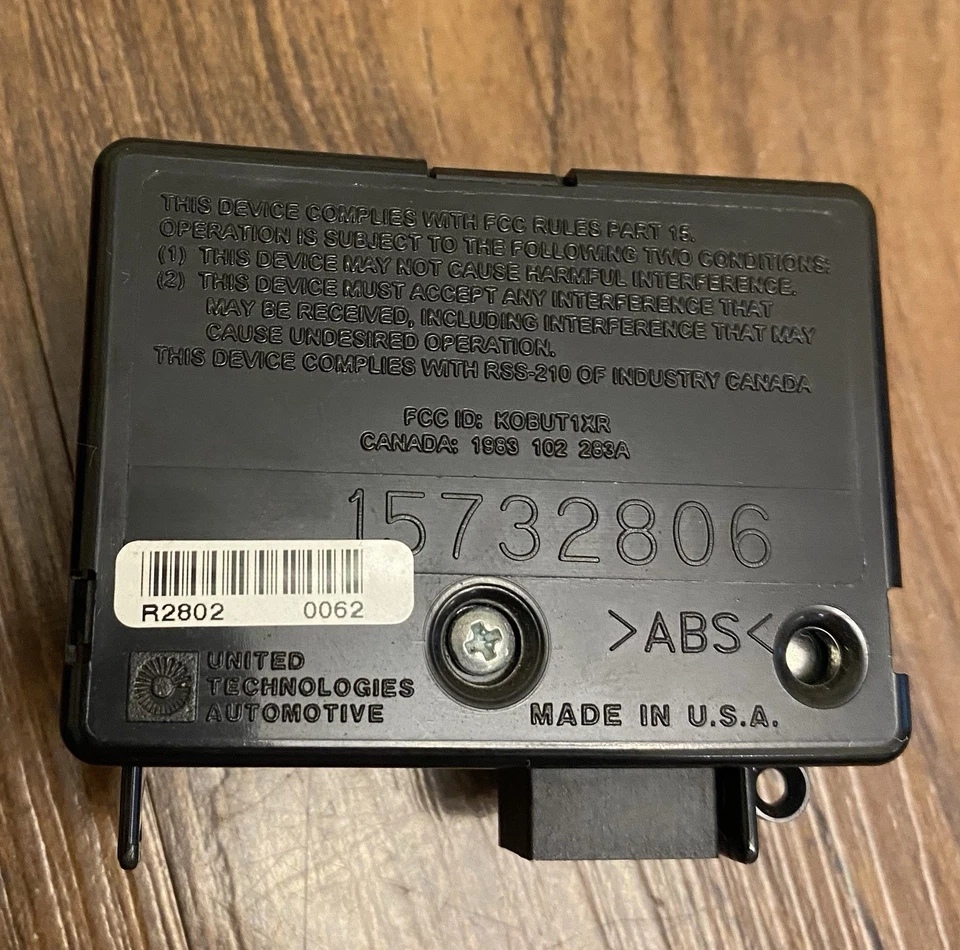 THIS DEVICE COMPLIES WITH FCC RULES PART 15.
OPERATION IS SUBJECT TO THE FOLLOWING TWO CONDITIONS:
(1) THIS DEVICE MAY NOT CAUSE HARMFUL INTERFERENCE.
(2) THIS DEVICE MUST ACCEPT ANY INTERFERENCE THAT
MAY BE RECEIVED, INCLUDING INTERFERENCE THAT MAY
CAUSE UNDESIRED OPERATION.
THIS DEVICE COMPLIES WITH RSS-210 OF INDUSTRY CANADA
FCC ID: KOBUT1XR
CANADA: 1983 102 283A
15732806
R2802 0062
>ABS<
UNITED
TECHNOLOGIES
AUTOMOTIVE
MADE IN U.S.A.